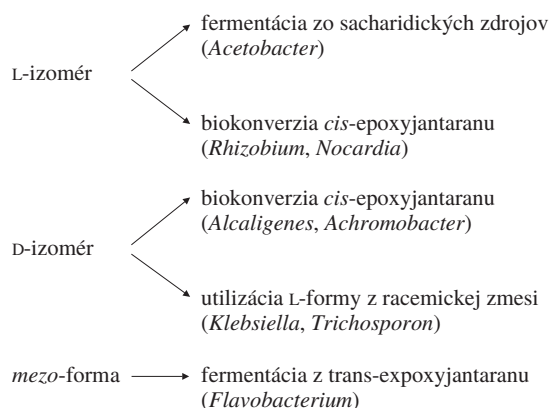 fermentácia zo sacharidických zdrojov
(Acetobacter)
L-izomér
biokonverzia cis-epoxyjantaranu
(Rhizobium, Nocardia)
biokonverzia cis-epoxyjantaranu
(Alcaligenes, Achromobacter)
D-izomér
utilizácia L-formy z racemickej zmesi
(Klebsiella, Trichosporon)
mezo-forma fermentácia z trans-expoxyjantaranu
(Flavobacterium)